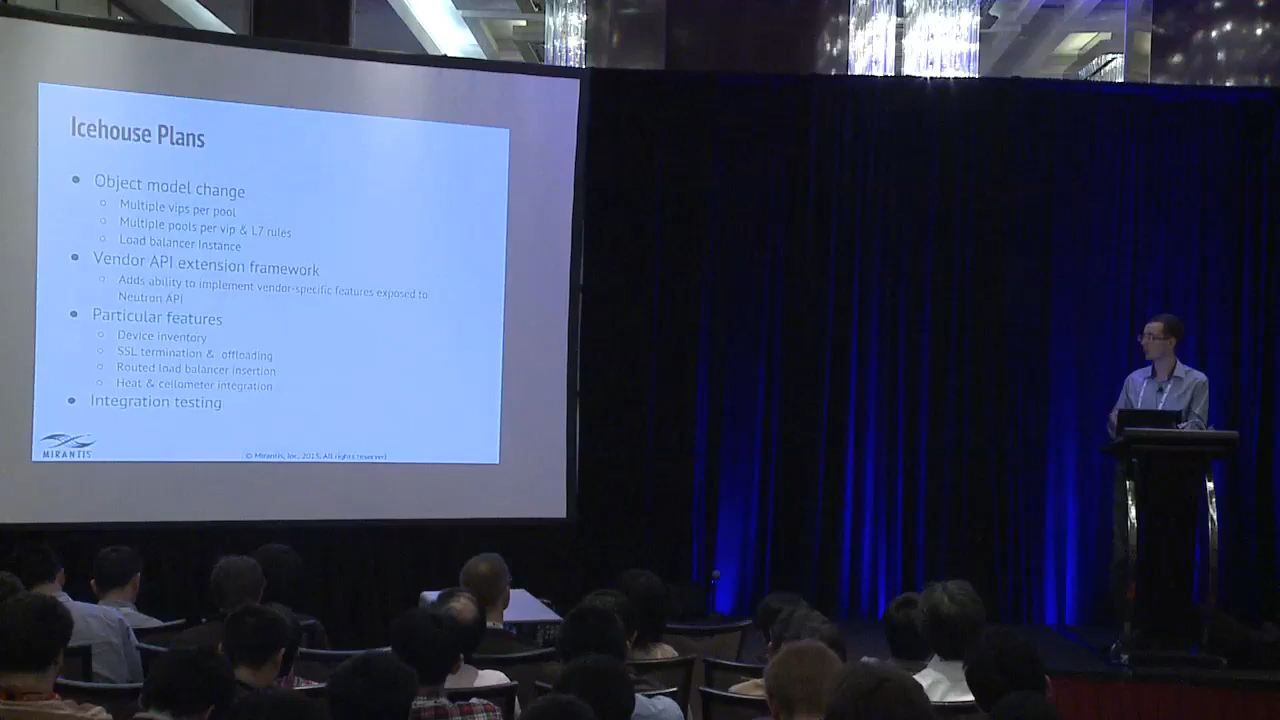 Icehouse Plans
● Object model change
○ Multiple vips per pool
○ Multiple pools per vip & L7 rules
○ Load balancer Instance
● Vendor API extension framework
○ Adds ability to implement vendor-specific features exposed to
Neutron API
● Particular features
○ Device inventory
○ SSL termination & offloading
○ Routed load balancer insertion
○ Heat & ceilometer integration
● Integration testing
MIRANTIS
© Mirantis, Inc. 2013. All rights reserved